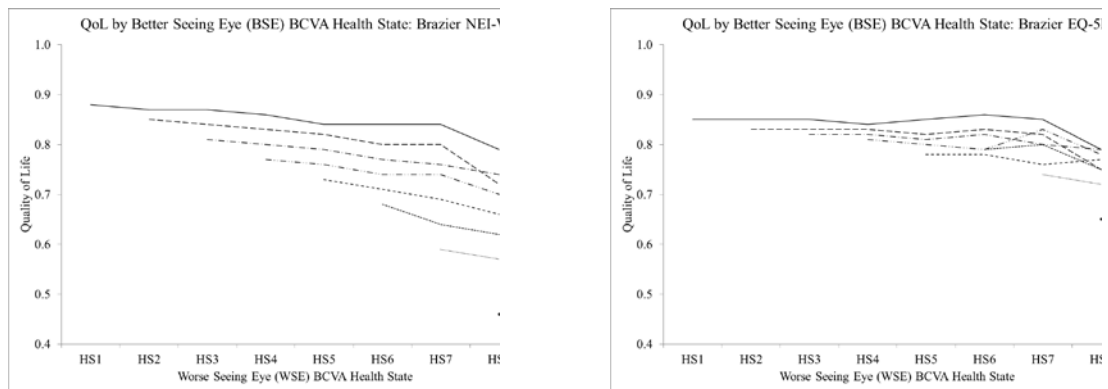 QoL by Better Seeing Eye (BSE) BCVA Health State: Brazier NEI-V
1.0
0.9
0.8
0.7
0.6
0.5
0.4
Quality of Life
HS1 HS2 HS3 HS4 HS5 HS6 HS7 HS
Worse Seeing Eye (WSE) BCVA Health State
QoL by Better Seeing Eye (BSE) BCVA Health State: Brazier EQ-5
1.0
0.9
0.8
0.7
0.6
0.5
0.4
Quality of Life
HS1 HS2 HS3 HS4 HS5 HS6 HS7 HS
Worse Seeing Eye (WSE) BCVA Health State